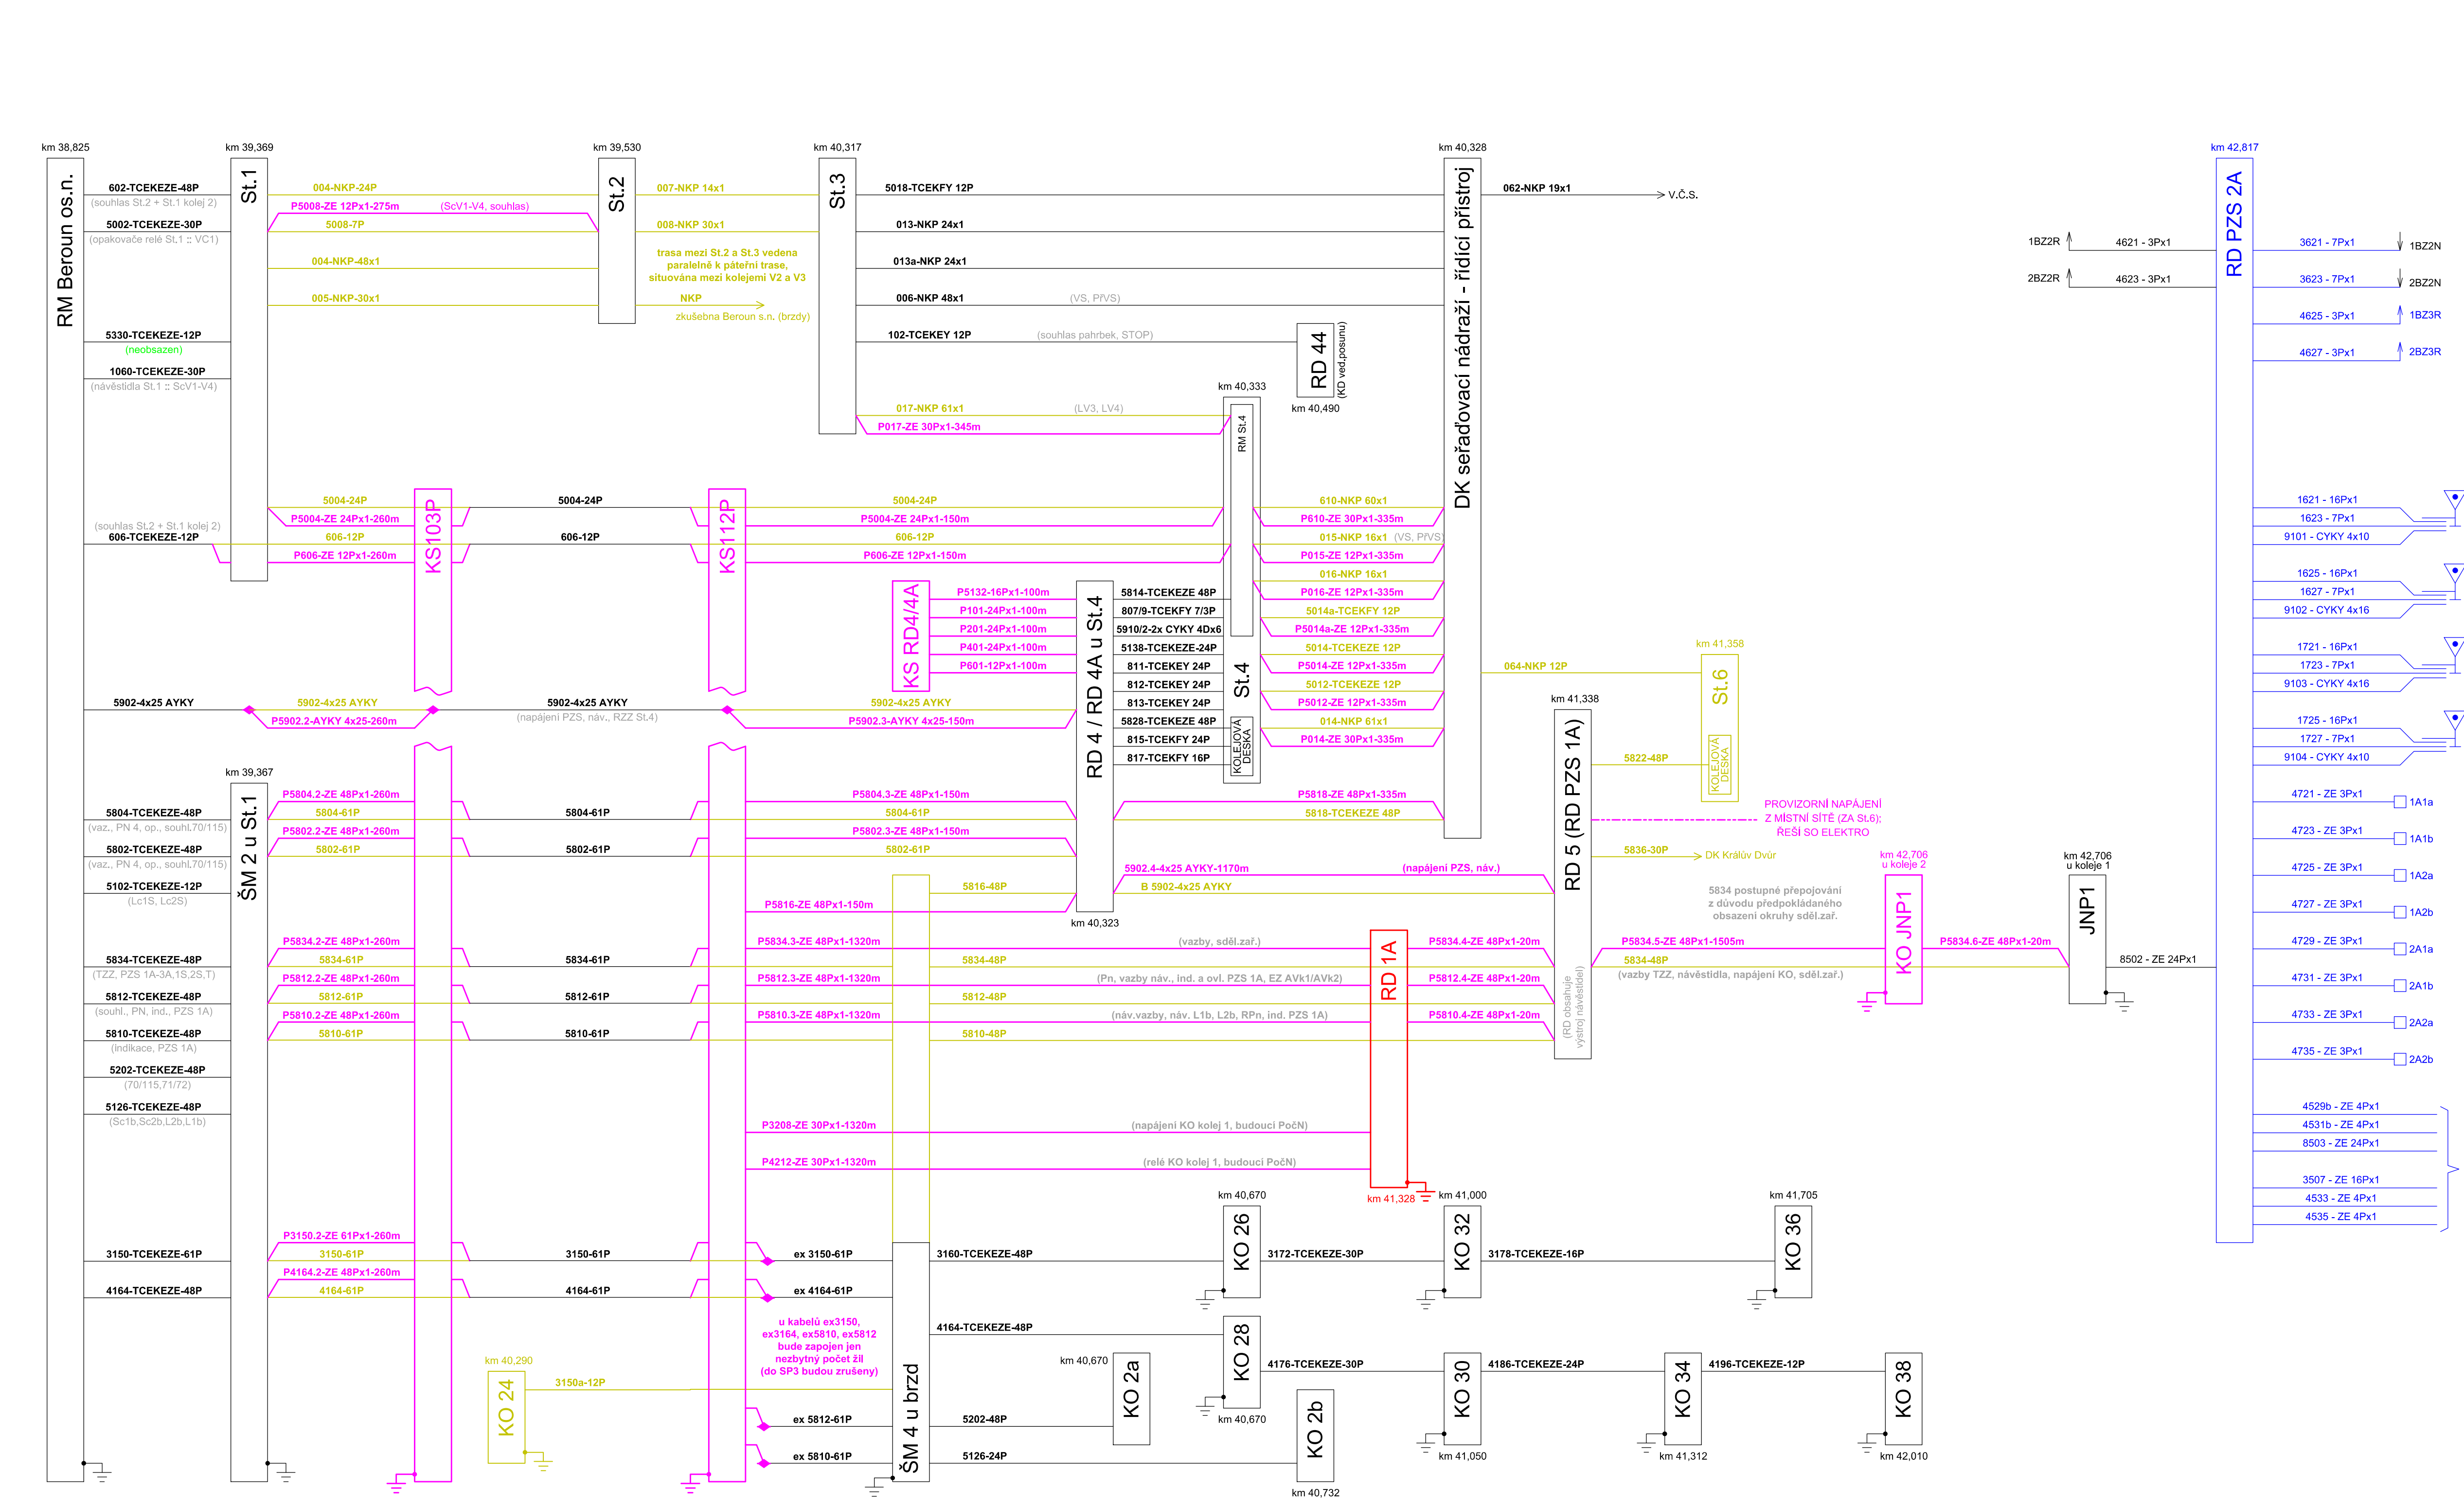 km 38,825
km 39,369
km 39,530
km 40,317
km 40,328
km 42,817
RM Beroun os.n.
St.1
St.2
St.3
DK seřaďovací nádraží - řídící přístroj
RD PZS 2A
602-TCEKEZE-48P
(souhlas St.2 + St.1 kolej 2)
5002-TCEKEZE-30P
(opakovače relé St.1 :: VC1)
5330-TCEKEZE-12P
(neobsazen)
1060-TCEKEZE-30P
(návěstidla St.1 :: ScV1-V4)
(souhlas St.2 + St.1 kolej 2)
606-TCEKEZE-12P
5902-4x25 AYKY
004-NKP-24P
P5008-ZE 12Px1-275m
(ScV1-V4, souhlas)
5008-7P
004-NKP-48x1
005-NKP-30x1
007-NKP 14x1
008-NKP 30x1
trasa mezi St.2 a St.3 vedena
paralelně k páteřní trase,
situována mezi kolejemi V2 a V3
NKP
zkušebna Beroun s.n. (brzdy)
5018-TCEKFY 12P
013-NKP 24x1
013a-NKP 24x1
006-NKP 48x1
(VS, PřVS)
102-TCEKEY 12P
(souhlas pahrbek, STOP)
RD 44
(KD ved.posunu)
km 40,490
km 40,333
RM St.4
017-NKP 61x1
(LV3, LV4)
P017-ZE 30Px1-345m
062-NKP 19x1
V.Č.S.
5004-24P
P5004-ZE 24Px1-260m
606-12P
P606-ZE 12Px1-260m
KS103P
5004-24P
606-12P
KS112P
5004-24P
P5004-ZE 24Px1-150m
606-12P
P606-ZE 12Px1-150m
610-NKP 60x1
P610-ZE 30Px1-335m
015-NKP 16x1 (VS, PřVS)
P015-ZE 12Px1-335m
016-NKP 16x1
P016-ZE 12Px1-335m
5014a-TCEKFY 12P
P5014a-ZE 12Px1-335m
5014-TCEKEZE 12P
P5014-ZE 12Px1-335m
5012-TCEKEZE 12P
P5012-ZE 12Px1-335m
014-NKP 61x1
P014-ZE 30Px1-335m
KS RD4/4A
P5132-16Px1-100m
P101-24Px1-100m
P201-24Px1-100m
P401-24Px1-100m
P601-12Px1-100m
RD 4 / RD 4A u St.4
5814-TCEKEZE 48P
807/9-TCEKFY 7/3P
5910/2-2x CYKY 4Dx6
5138-TCEKEZE-24P
811-TCEKEY 24P
812-TCEKEY 24P
813-TCEKEY 24P
5828-TCEKEZE 48P
815-TCEKFY 24P
817-TCEKFY 16P
St.4
KOLEJOVÁ
DESKA
5902-4x25 AYKY
P5902.2-AYKY 4x25-260m
5902-4x25 AYKY
(napájení PZS, náv., RZZ St.4)
5902-4x25 AYKY
P5902.3-AYKY 4x25-150m
064-NKP 12P
km 41,358
St.6
KOLEJOVÁ
DESKA
km 41,338
RD 5 (RD PZS 1A)
(RD obsahuje
výstroj návěstidel)
5822-48P
PROVIZORNÍ NAPÁJENÍ
Z MÍSTNÍ SÍTĚ (ZA St.6);
ŘEŠÍ SO ELEKTRO
5836-30P
DK Králův Dvůr
5834 postupné přepojování
z důvodu předpokládaného
obsazení okruhy sděl.zař.
km 39,367
ŠM 2 u St.1
5804-TCEKEZE-48P
(vaz., PN 4, op., souhl.70/115)
5802-TCEKEZE-48P
(vaz., PN 4, op., souhl.70/115)
5102-TCEKEZE-12P
(Lc1S, Lc2S)
5834-TCEKEZE-48P
(TZZ, PZS 1A-3A,1S,2S,T)
5812-TCEKEZE-48P
(souhl., PN, ind., PZS 1A)
5810-TCEKEZE-48P
(indikace, PZS 1A)
5202-TCEKEZE-48P
(70/115,71/72)
5126-TCEKEZE-48P
(Sc1b,Sc2b,L2b,L1b)
3150-TCEKEZE-61P
4164-TCEKEZE-48P
P5804.2-ZE 48Px1-260m
5804-61P
P5802.2-ZE 48Px1-260m
5802-61P
P5834.2-ZE 48Px1-260m
5834-61P
P5812.2-ZE 48Px1-260m
5812-61P
P5810.2-ZE 48Px1-260m
5810-61P
P3150.2-ZE 61Px1-260m
3150-61P
P4164.2-ZE 48Px1-260m
4164-61P
5804-61P
5802-61P
5834-61P
5812-61P
5810-61P
3150-61P
4164-61P
P5804.3-ZE 48Px1-150m
5804-61P
P5802.3-ZE 48Px1-150m
5802-61P
5816-48P
P5816-ZE 48Px1-150m
km 40,323
P5818-ZE 48Px1-335m
5818-TCEKEZE 48P
5902.4-4x25 AYKY-1170m
(napájení PZS, náv.)
B 5902-4x25 AYKY
P5834.3-ZE 48Px1-1320m
(vazby, sděl.zař.)
5834-48P
P5812.3-ZE 48Px1-1320m
(Pn, vazby náv., ind. a ovl. PZS 1A, EZ AVk1/AVk2)
5812-48P
P5810.3-ZE 48Px1-1320m
(náv.vazby, náv. L1b, L2b, RPn, ind. PZS 1A)
5810-48P
P3208-ZE 30Px1-1320m
(napájení KO kolej 1, budoucí PočN)
P4212-ZE 30Px1-1320m
(relé KO kolej 1, budoucí PočN)
RD 1A
km 41,328
P5834.4-ZE 48Px1-20m
P5812.4-ZE 48Px1-20m
P5810.4-ZE 48Px1-20m
P5834.5-ZE 48Px1-1505m
5834-48P
(vazby TZZ, návěstidla, napájení KO, sděl.zař.)
km 42,706
u koleje 2
KO JNP1
P5834.6-ZE 48Px1-20m
km 42,706
u koleje 1
JNP1
8502 - ZE 24Px1
ex 3150-61P
ex 4164-61P
u kabelů ex3150,
ex3164, ex5810, ex5812
bude zapojen jen
nezbytný počet žil
(do SP3 budou zrušeny)
km 40,290
KO 24
3150a-12P
ex 5812-61P
ex 5810-61P
ŠM 4 u brzd
3160-TCEKEZE-48P
km 40,670
KO 26
3172-TCEKEZE-30P
km 41,000
KO 32
3178-TCEKEZE-16P
km 41,705
KO 36
4164-TCEKEZE-48P
KO 28
km 40,670
4176-TCEKEZE-30P
KO 30
km 41,050
4186-TCEKEZE-24P
KO 34
km 41,312
4196-TCEKEZE-12P
KO 38
km 42,010
5202-48P
km 40,670
KO 2a
5126-24P
KO 2b
km 40,732
1BZ2R
4621 - 3Px1
2BZ2R
4623 - 3Px1
3621 - 7Px1
1BZ2N
3623 - 7Px1
2BZ2N
4625 - 3Px1
1BZ3R
4627 - 3Px1
2BZ3R
1621 - 16Px1
1623 - 7Px1
9101 - CYKY 4x10
1625 - 16Px1
1627 - 7Px1
9102 - CYKY 4x16
1721 - 16Px1
1723 - 7Px1
9103 - CYKY 4x16
1725 - 16Px1
1727 - 7Px1
9104 - CYKY 4x10
4721 - ZE 3Px1
1A1a
4723 - ZE 3Px1
1A1b
4725 - ZE 3Px1
1A2a
4727 - ZE 3Px1
1A2b
4729 - ZE 3Px1
2A1a
4731 - ZE 3Px1
2A1b
4733 - ZE 3Px1
2A2a
4735 - ZE 3Px1
2A2b
4529b - ZE 4Px1
4531b - ZE 4Px1
8503 - ZE 24Px1
3507 - ZE 16Px1
4533 - ZE 4Px1
4535 - ZE 4Px1